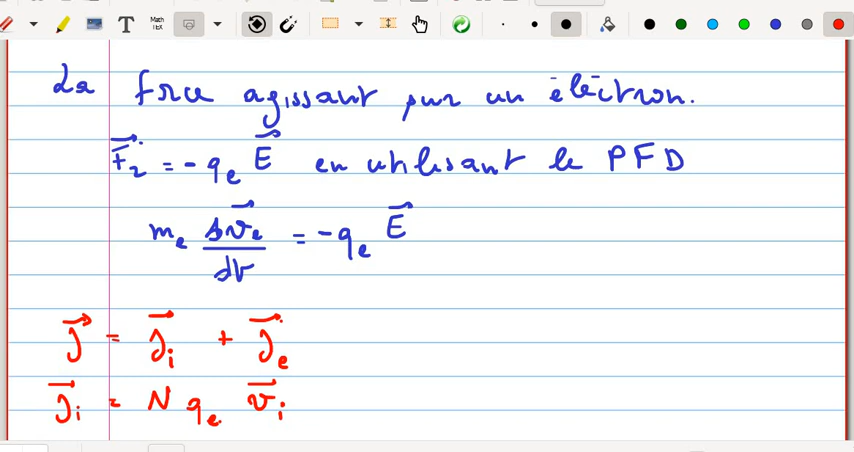 La force agissant pour un électron.
F₂ = - qₑ E en utilisant le PFD
mₑ dvₑ/dt = - qₑ E
J = Jᵢ + Jₑ
Jᵢ = N qₑ vᵢ